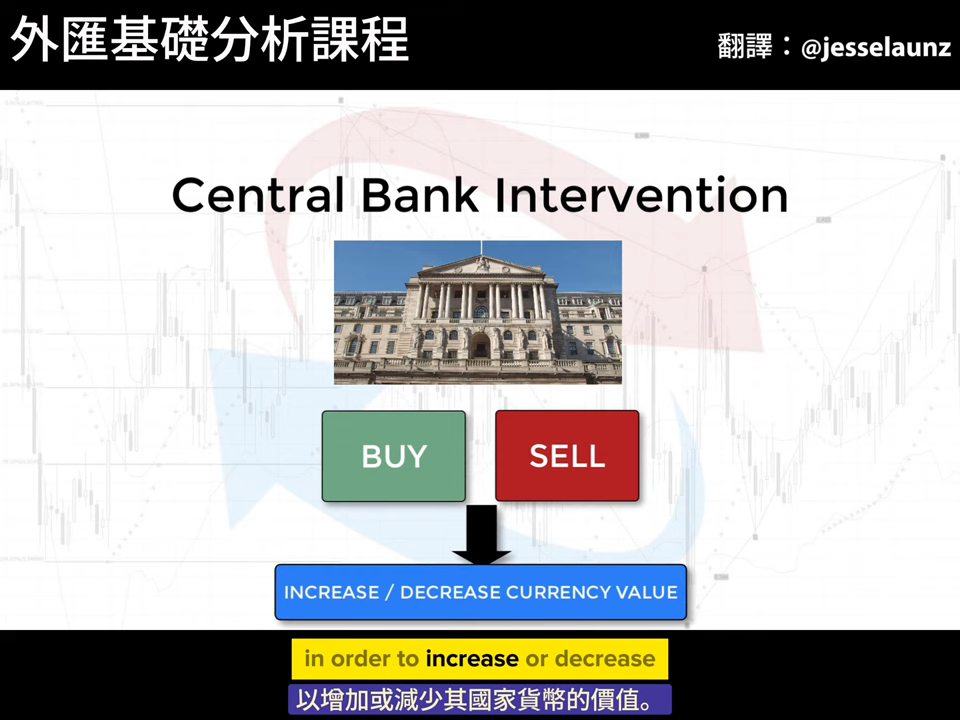 外匯基礎分析課程
翻譯：@jesselaunz
Central Bank Intervention
BUY
SELL
INCREASE / DECREASE CURRENCY VALUE
in order to increase or decrease
以增加或減少其國家貨幣的價值。